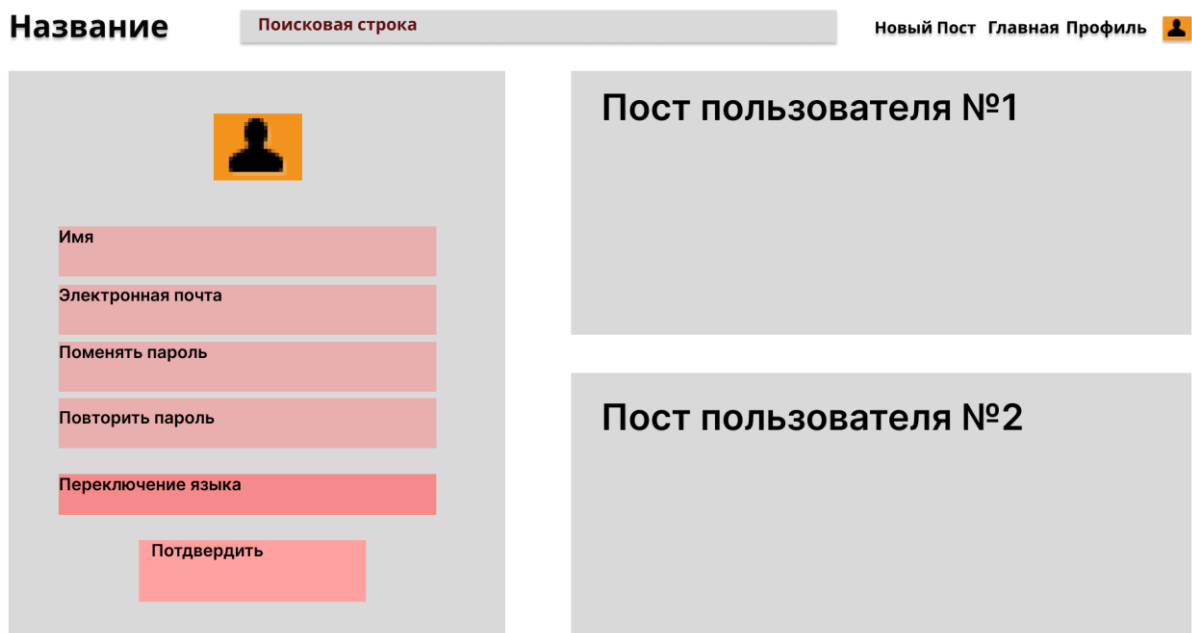 Название
Поисковая строка
Новый Пост Главная Профиль
Имя
Электронная почта
Поменять пароль
Повторить пароль
Переключение языка
Потдвердить
Пост пользователя №1
Пост пользователя №2